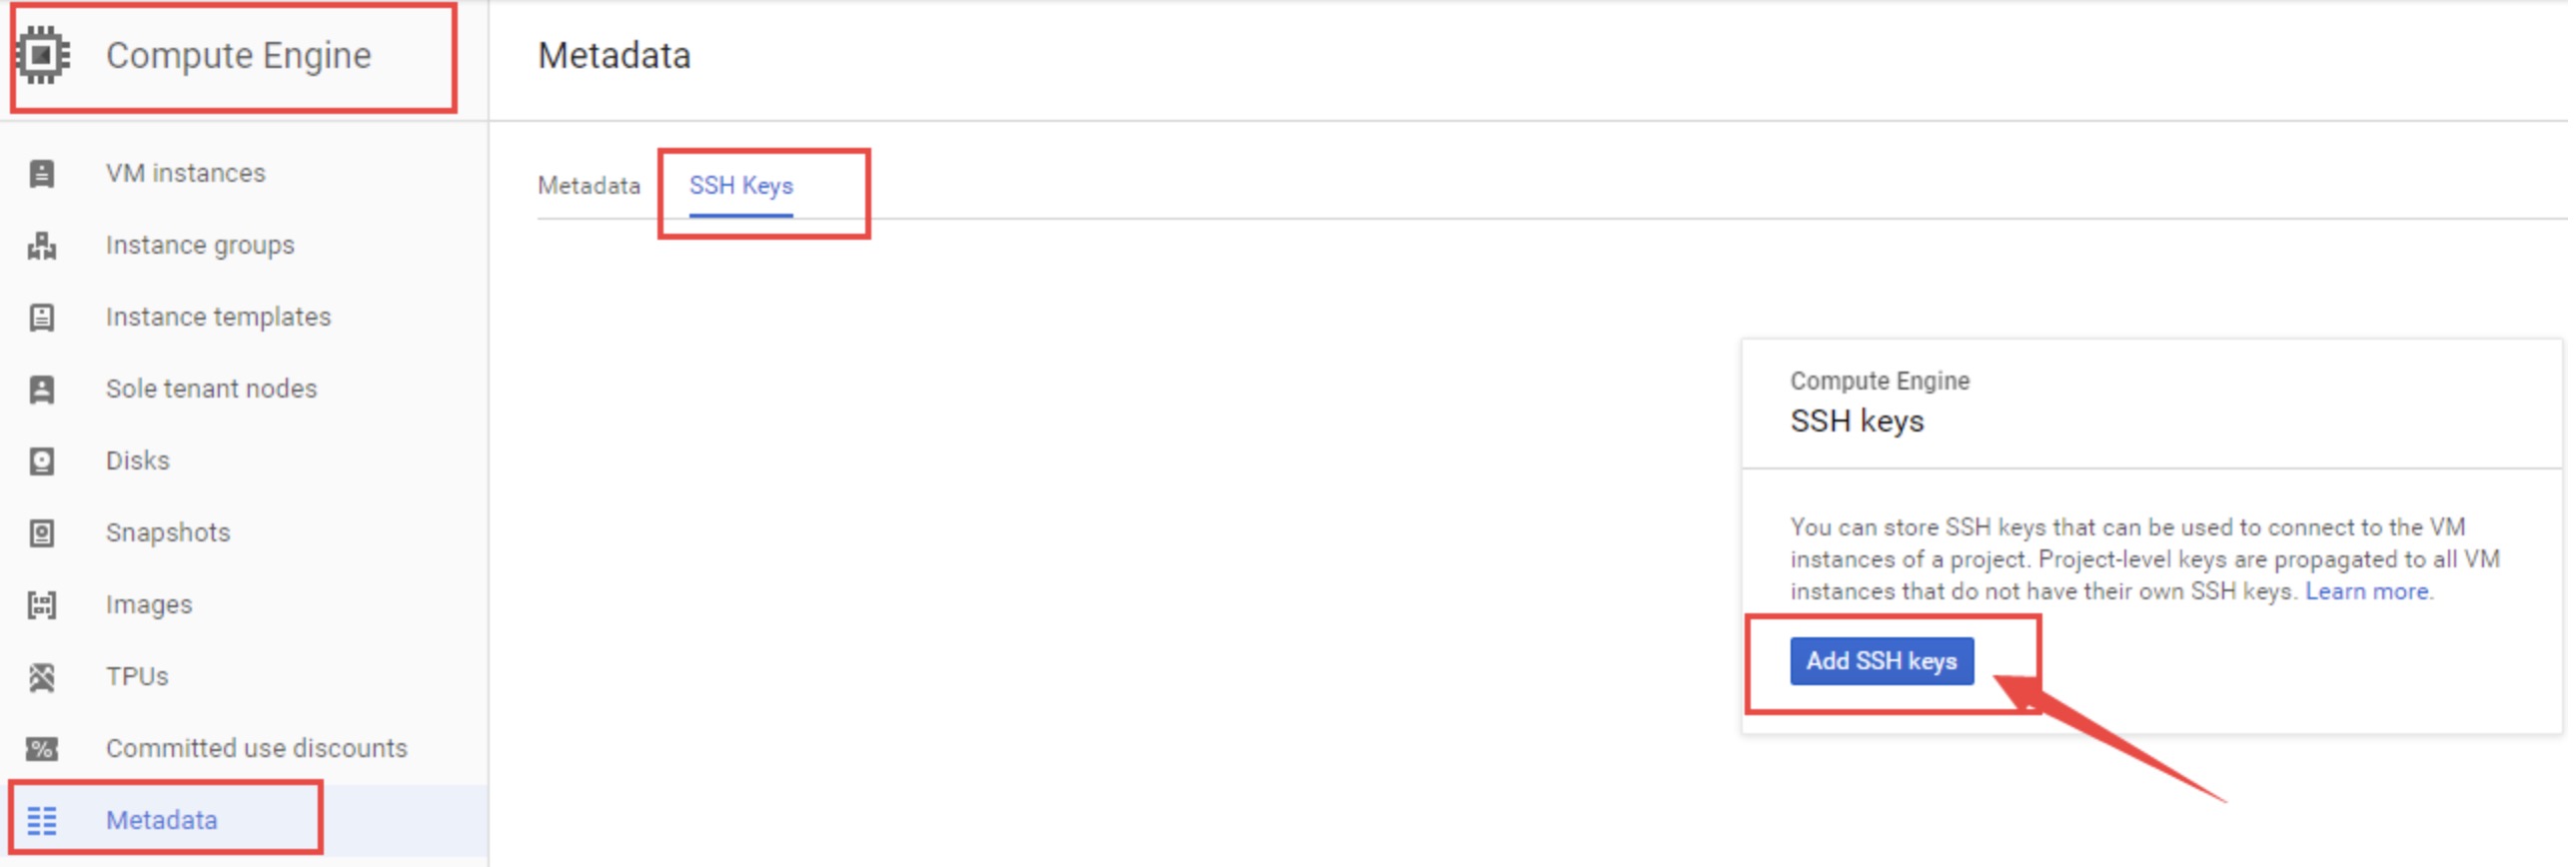 Compute Engine
VM instances
Instance groups
Instance templates
Sole tenant nodes
Disks
Snapshots
Images
TPUs
%
Committed use discounts
Metadata
Metadata
Metadata
SSH Keys
Compute Engine
SSH keys
You can store SSH keys that can be used to connect to the VM
instances of a project. Project-level keys are propagated to all VM
instances that do not have their own SSH keys. Learn more.
Add SSH keys